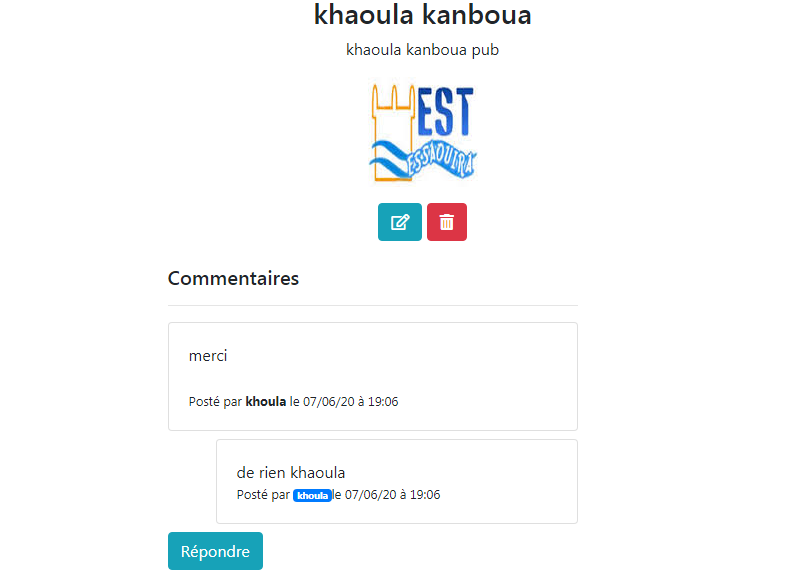 khaoula kanboua
khaoula kanboua pub
EST
ESSAOUIRA
Commentaires
merci
Posté par khoula le 07/06/20 à 19:06
de rien khaoula
Posté par khoula le 07/06/20 à 19:06
Répondre